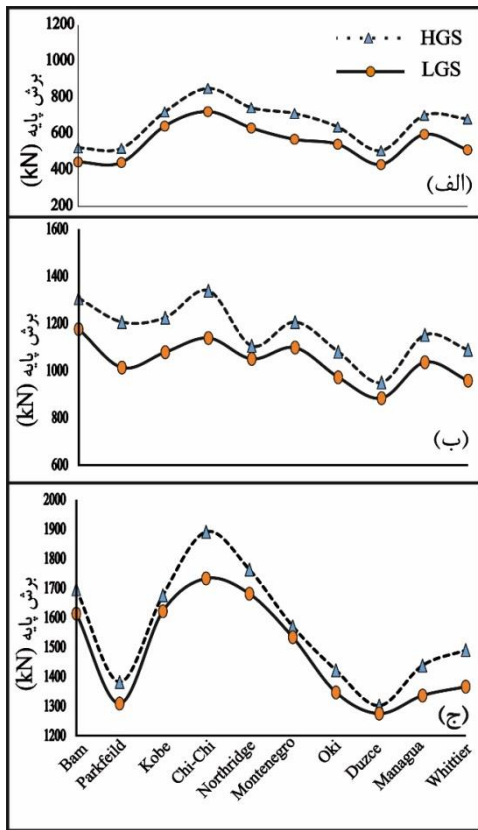 1200
1000
800
600
400
200
برش پایه (kN)
HGS
LGS
(الف)
1600
1400
1200
1000
800
600
برش پایه (kN)
(ب)
2000
1900
1800
1700
1600
1500
1400
1300
1200
برش پایه (kN)
(ج)
Bam
Parkfeild
Kobe
Chi-Chi
Northridge
Montenegro
Oki
Duzce
Managua
Whittier